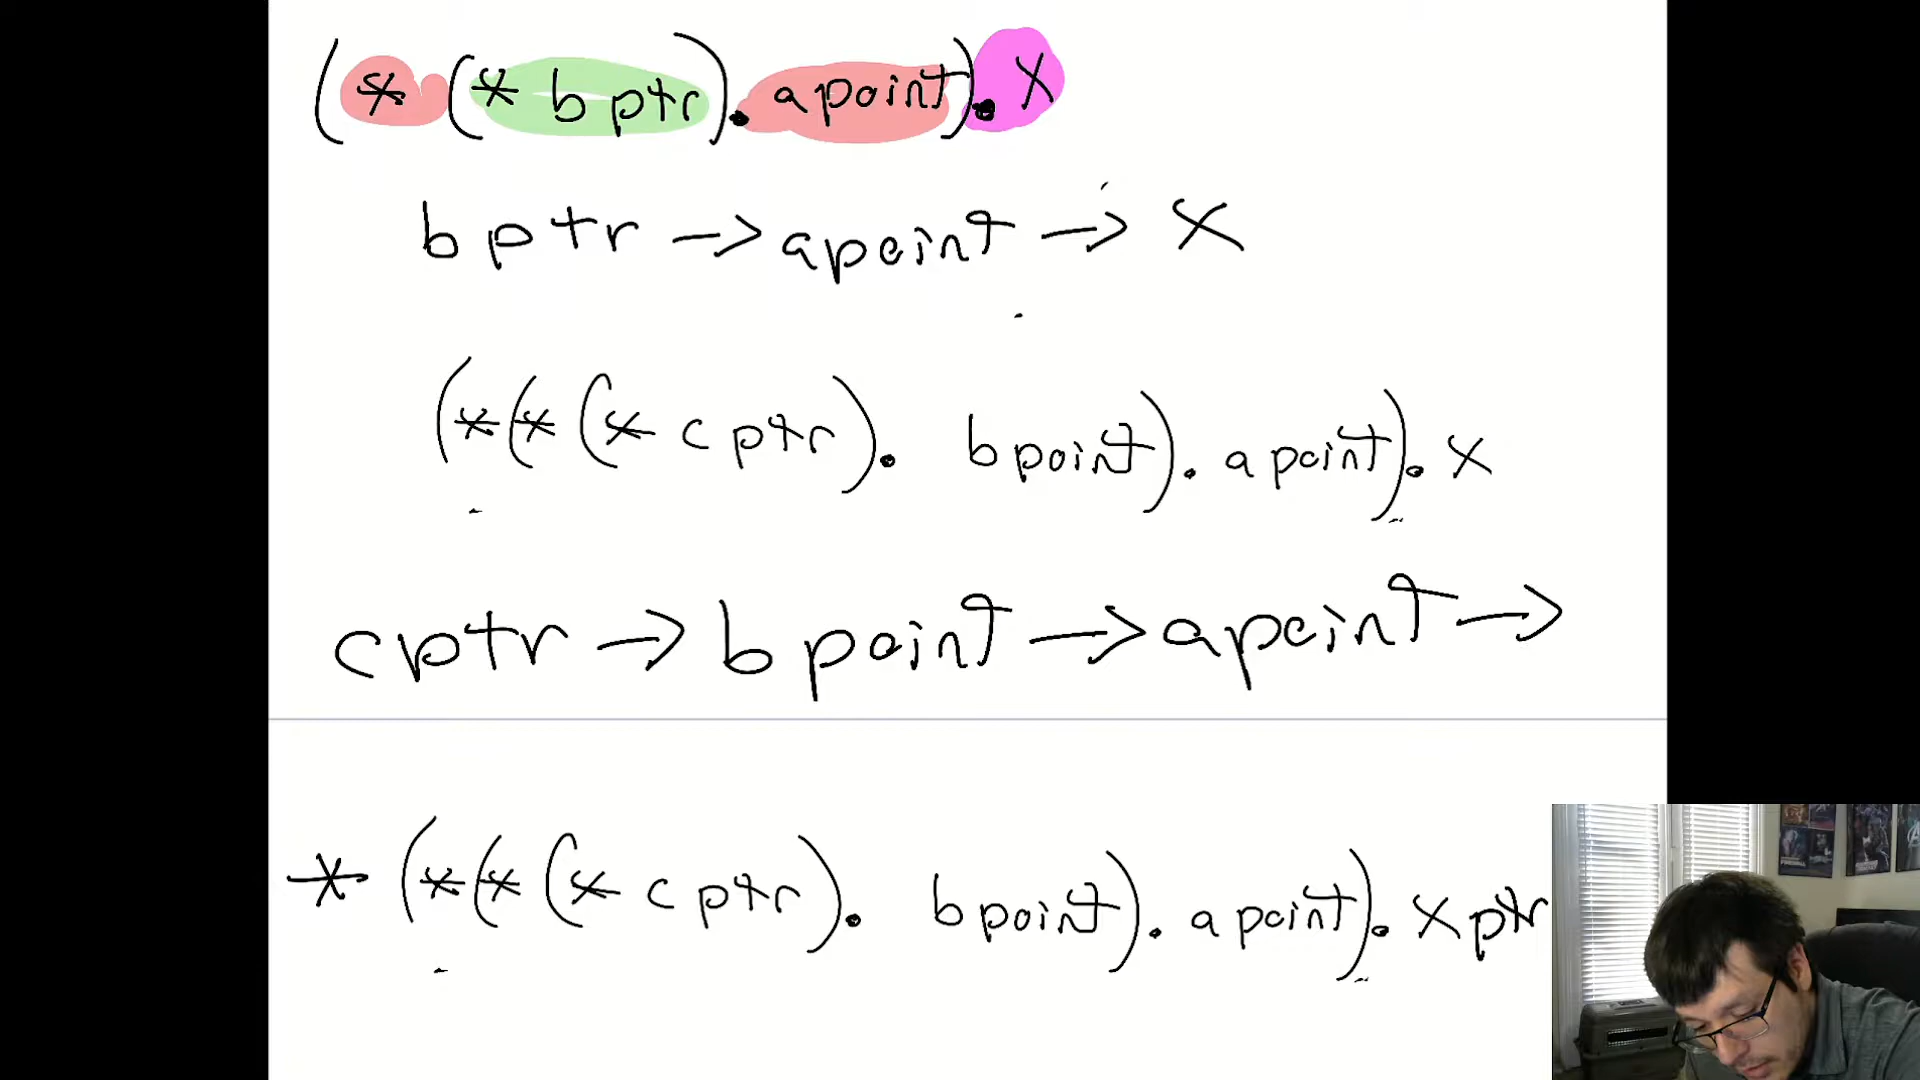 (* (* bptr).apoint).x
bptr -> apoint -> x
(*(*(*cptr). bpoint).apoint).x
cptr -> bpoint -> apoint ->
* (*(*(*cptr). bpoint).apoint).xptr